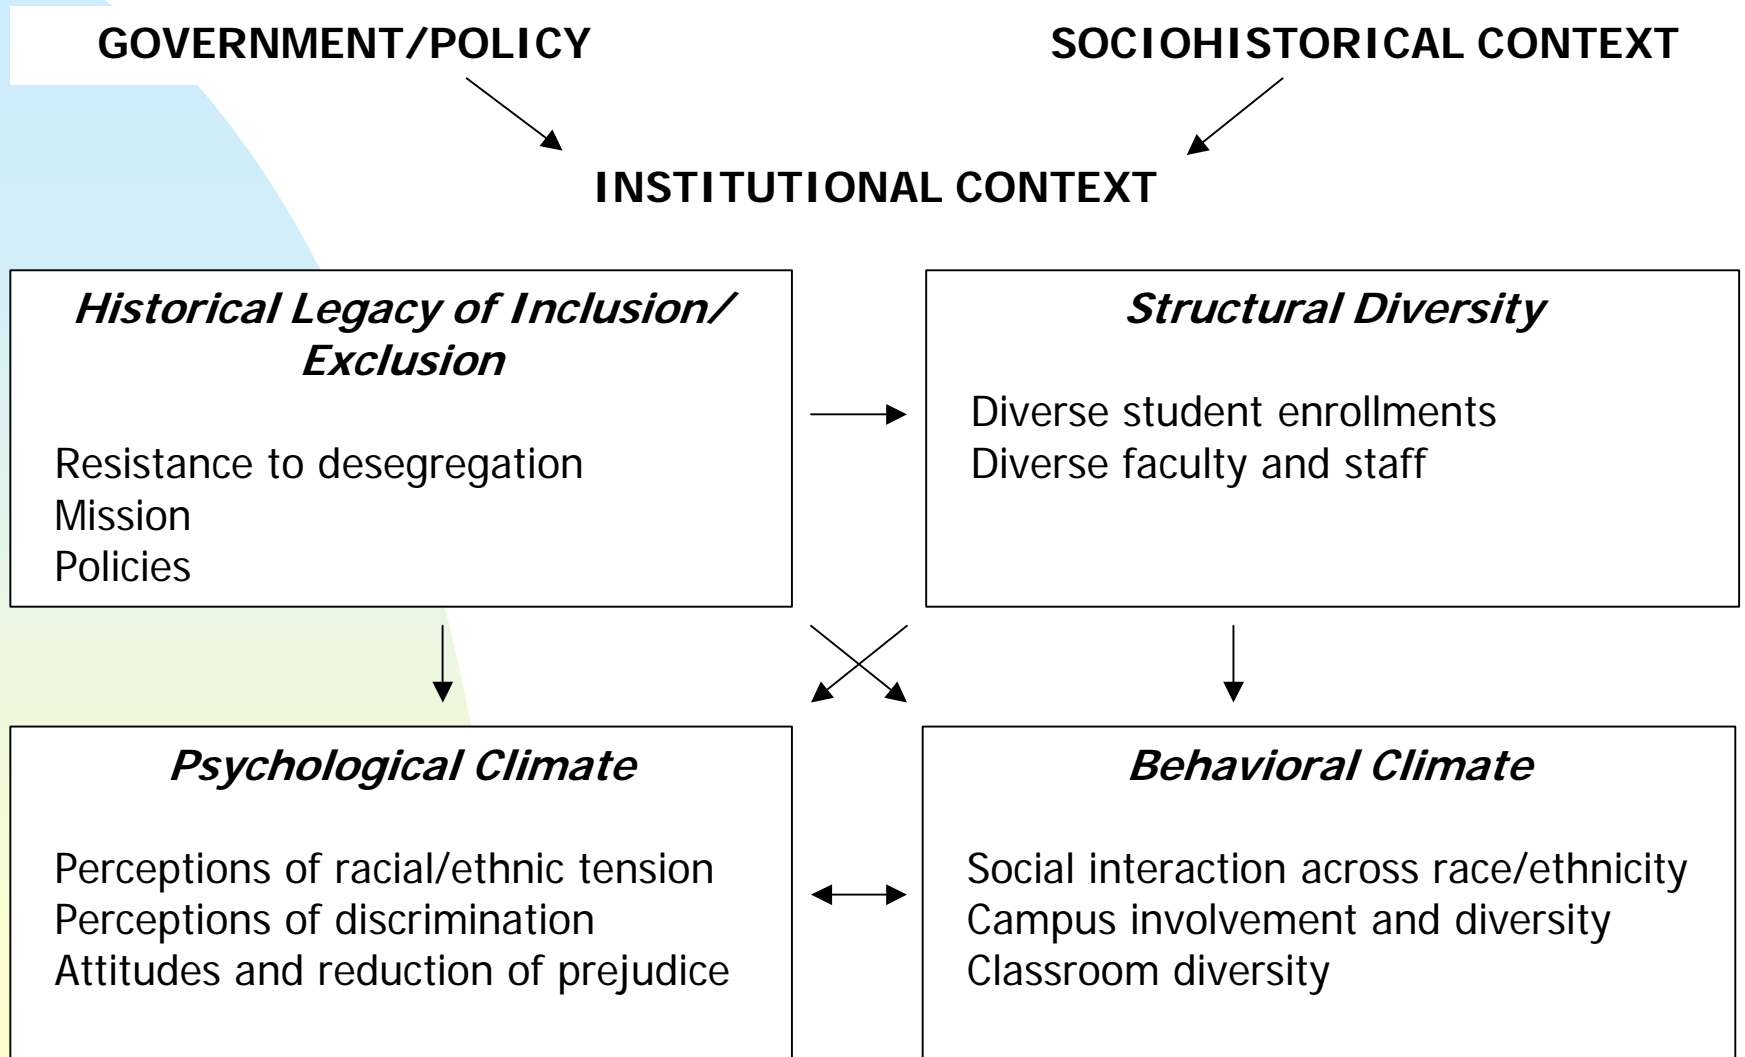 GOVERNMENT/POLICY
SOCIOHISTORICAL CONTEXT
INSTITUTIONAL CONTEXT
Historical Legacy of Inclusion/
Exclusion
Resistance to desegregation
Mission
Policies
Structural Diversity
Diverse student enrollments
Diverse faculty and staff
Psychological Climate
Perceptions of racial/ethnic tension
Perceptions of discrimination
Attitudes and reduction of prejudice
Behavioral Climate
Social interaction across race/ethnicity
Campus involvement and diversity
Classroom diversity